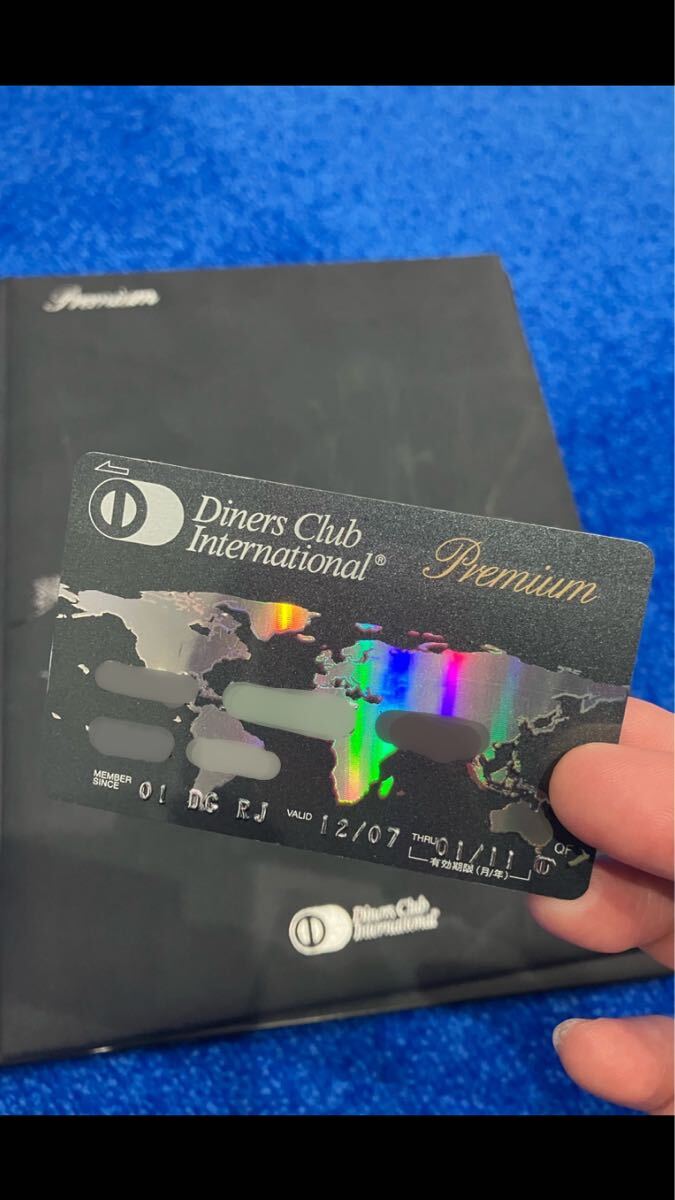 Premium
Diners Club
International®
Premium
MEMBER
SINCE
01 DC RJ
VALID
12/07
THRU
01/11
有効期限(月/年)
QF
Diners Club
International